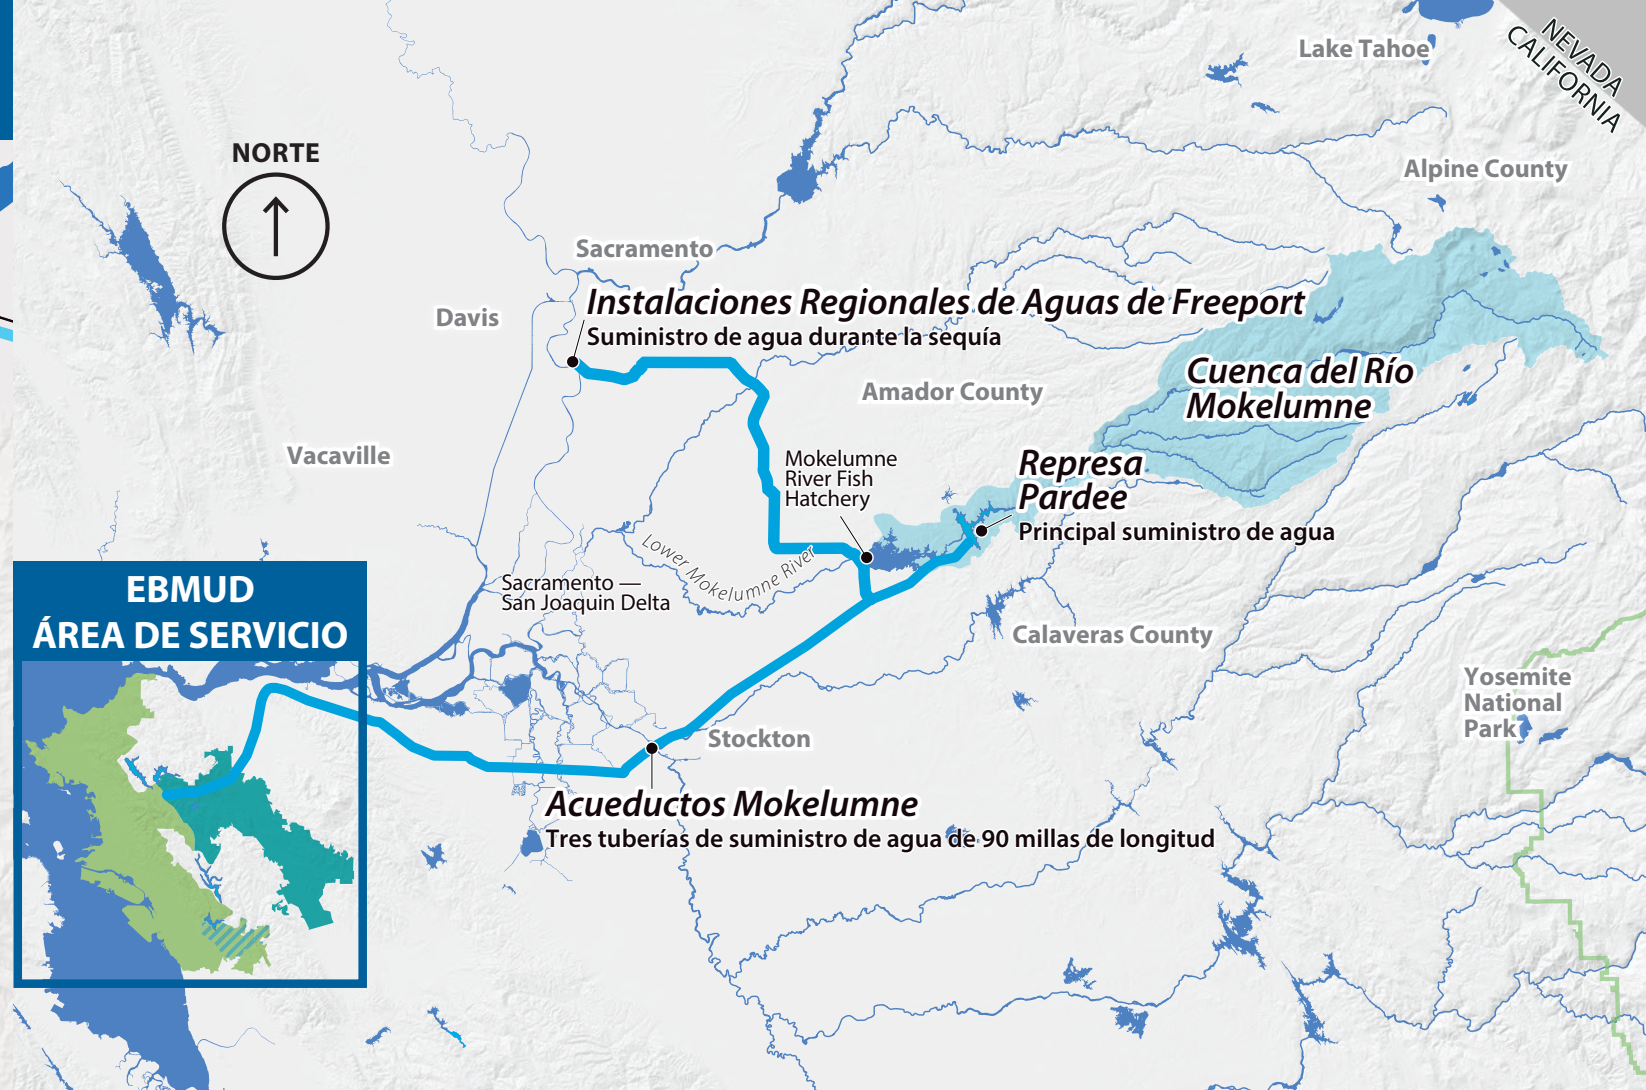 Lake Tahoe
NEVADA
CALIFORNIA
NORTE
Alpine County
Sacramento
Davis
Instalaciones Regionales de Aguas de Freeport
Suministro de agua durante la sequía
Amador County
Cuenca del Río
Mokelumne
Vacaville
Mokelumne
River Fish
Hatchery
Represa
Pardee
Principal suministro de agua
Lower Mokelumne River
Sacramento —
San Joaquin Delta
EBMUD
ÁREA DE SERVICIO
Calaveras County
Yosemite
National
Park
Stockton
Acueductos Mokelumne
Tres tuberías de suministro de agua de 90 millas de longitud